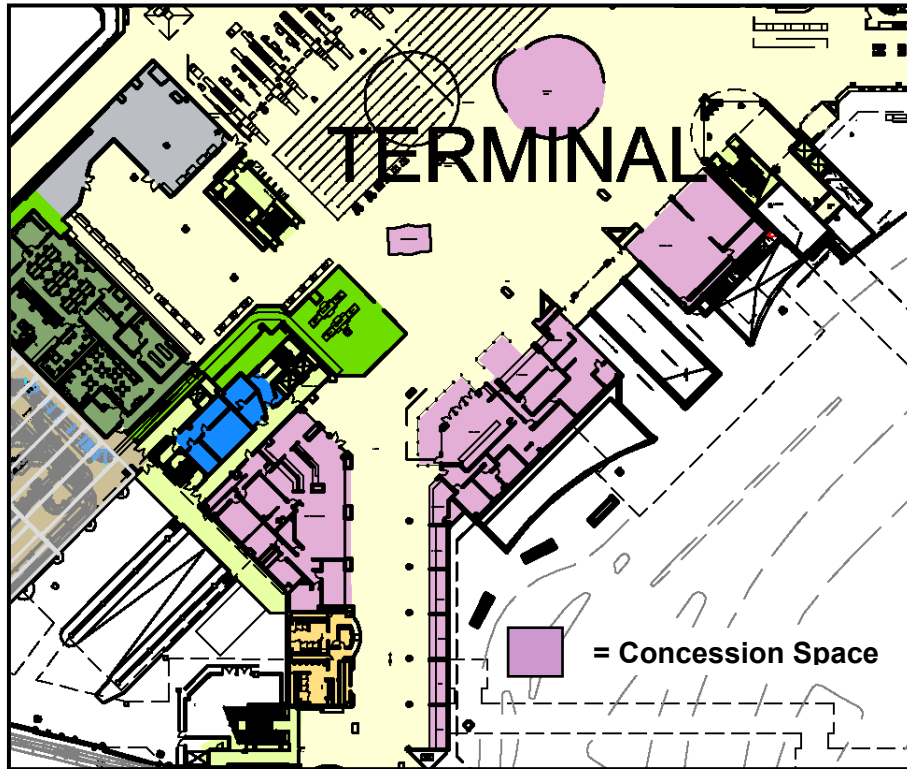 TERMINAL
= Concession Space